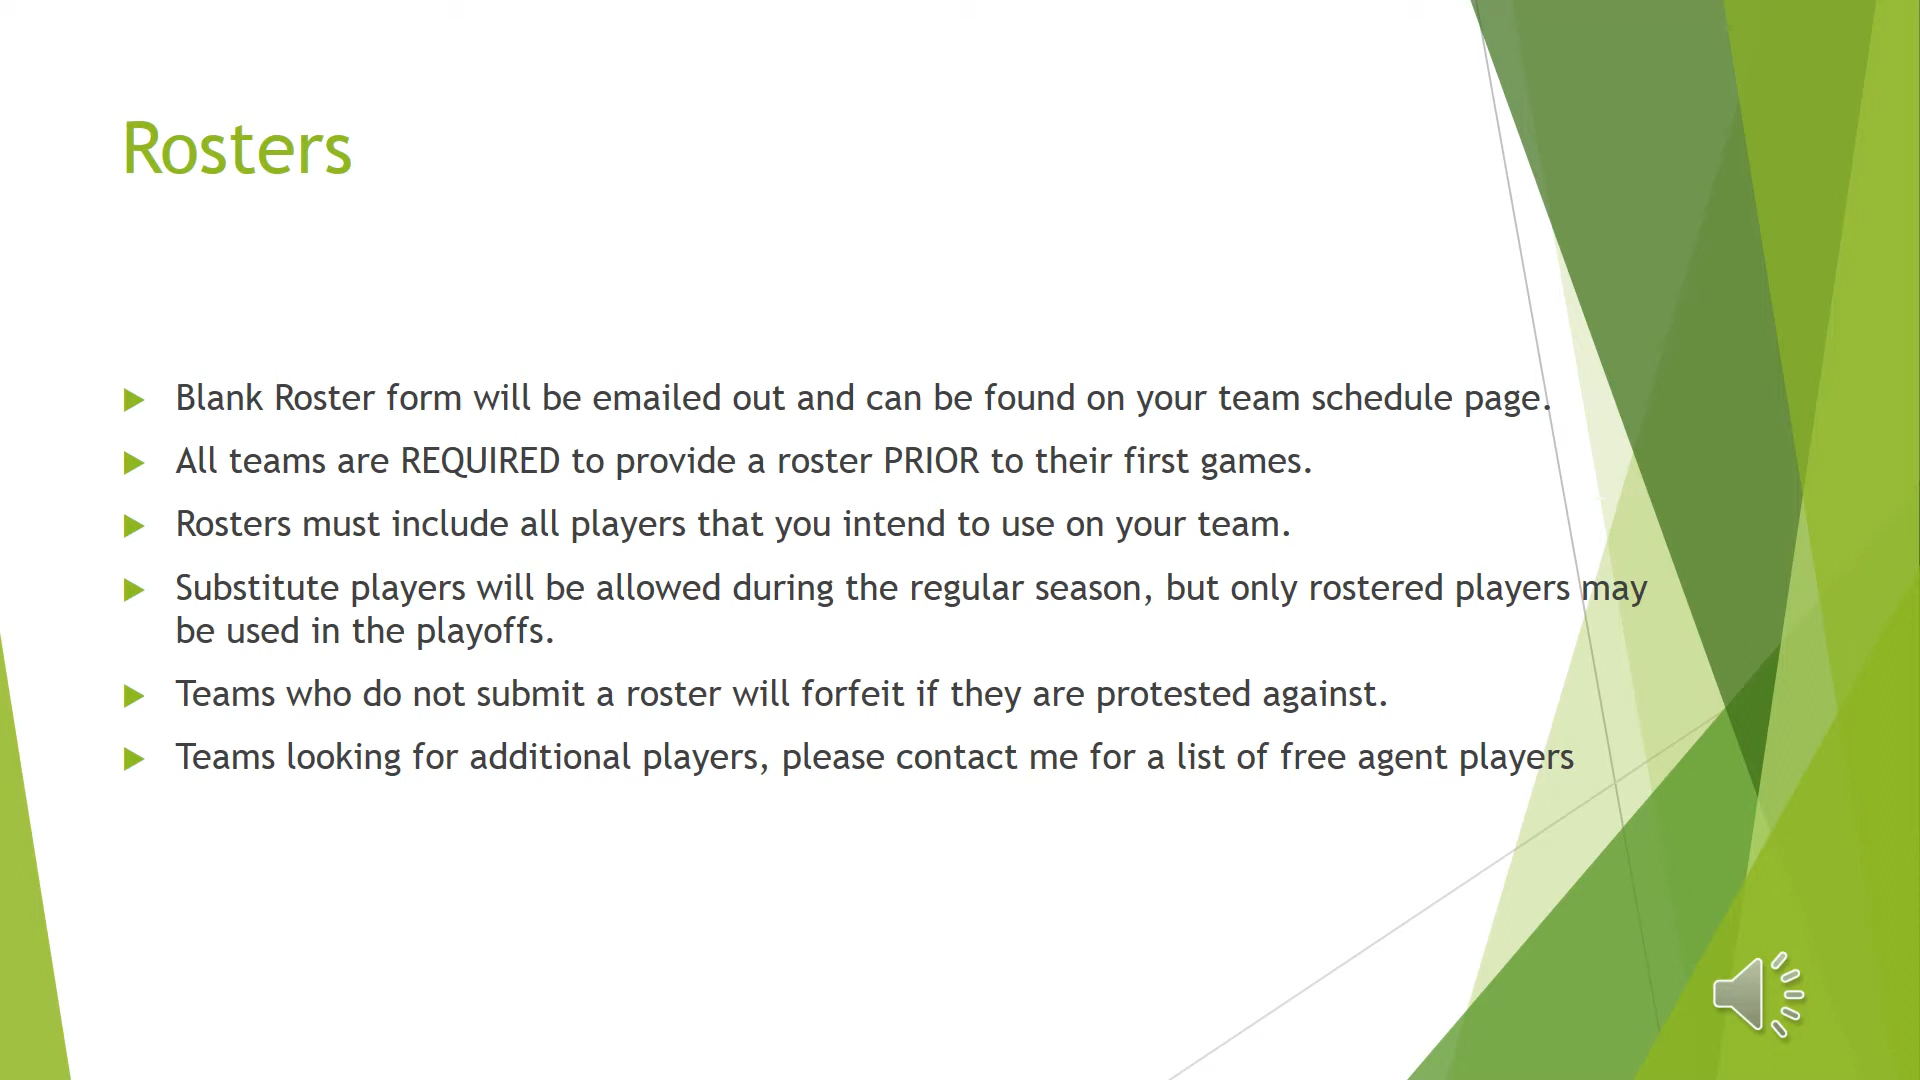 Rosters
Blank Roster form will be emailed out and can be found on your team schedule page.
All teams are REQUIRED to provide a roster PRIOR to their first games.
Rosters must include all players that you intend to use on your team.
Substitute players will be allowed during the regular season, but only rostered players may
be used in the playoffs.
Teams who do not submit a roster will forfeit if they are protested against.
Teams looking for additional players, please contact me for a list of free agent players